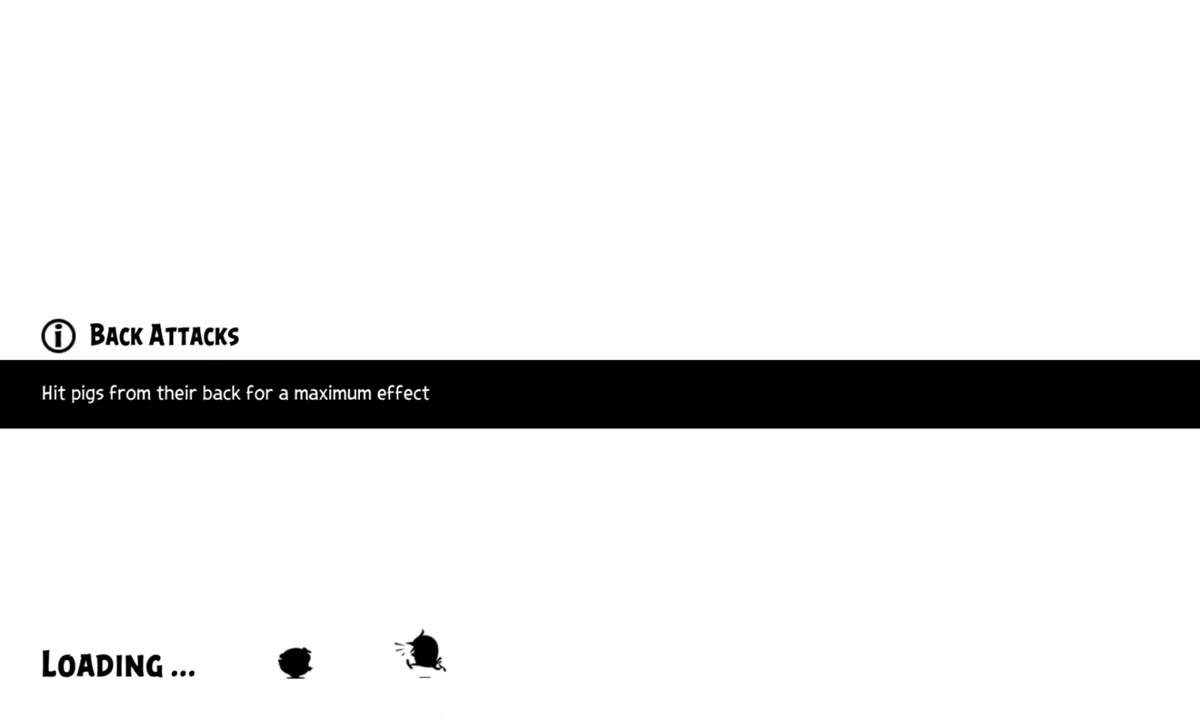 Back Attacks
Hit pigs from their back for a maximum effect
Loading ...